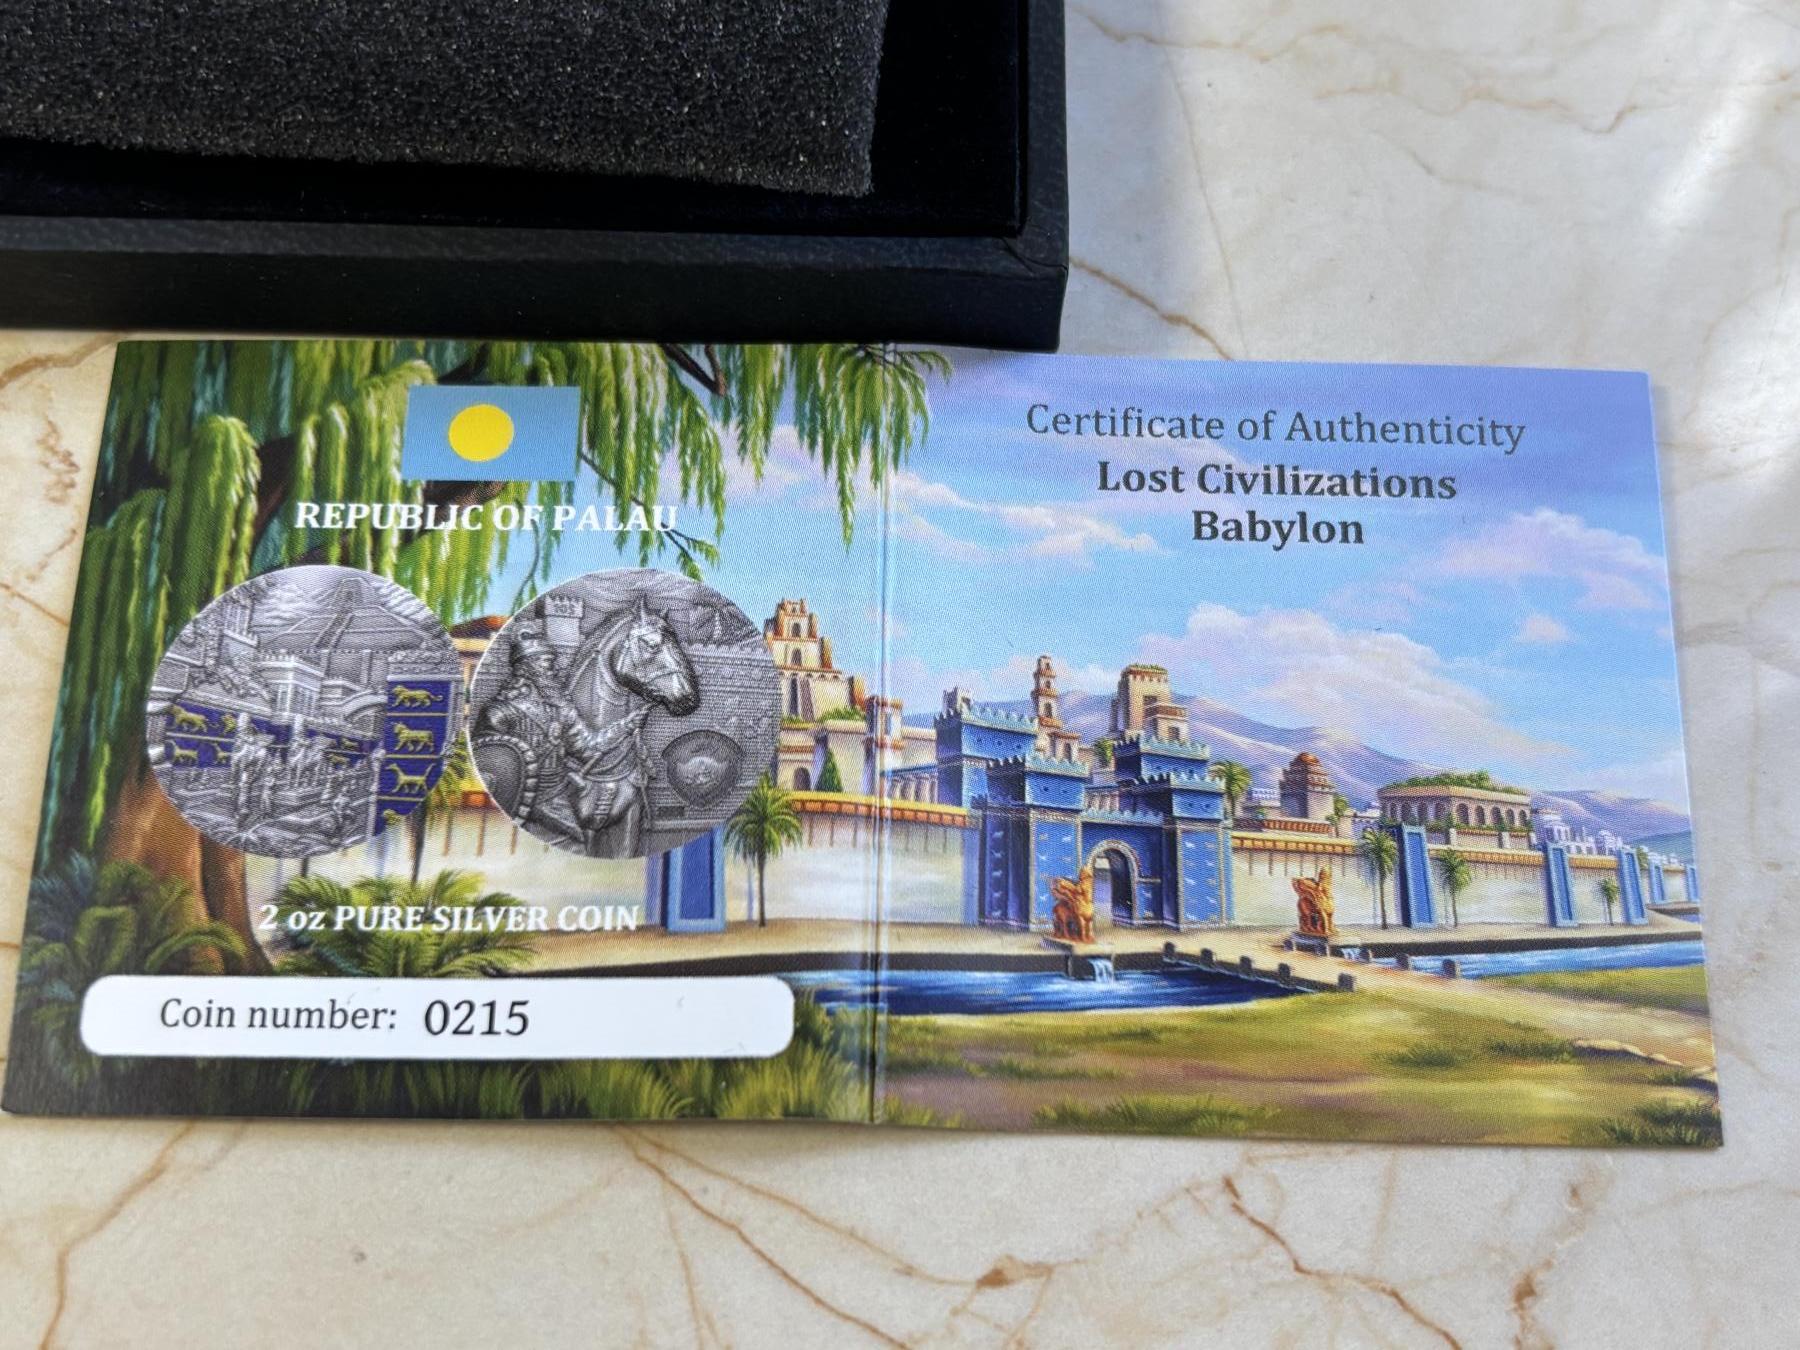 REPUBLIC OF PALAU
2 oz PURE SILVER COIN
Coin number: 0215
Certificate of Authenticity
Lost Civilizations
Babylon